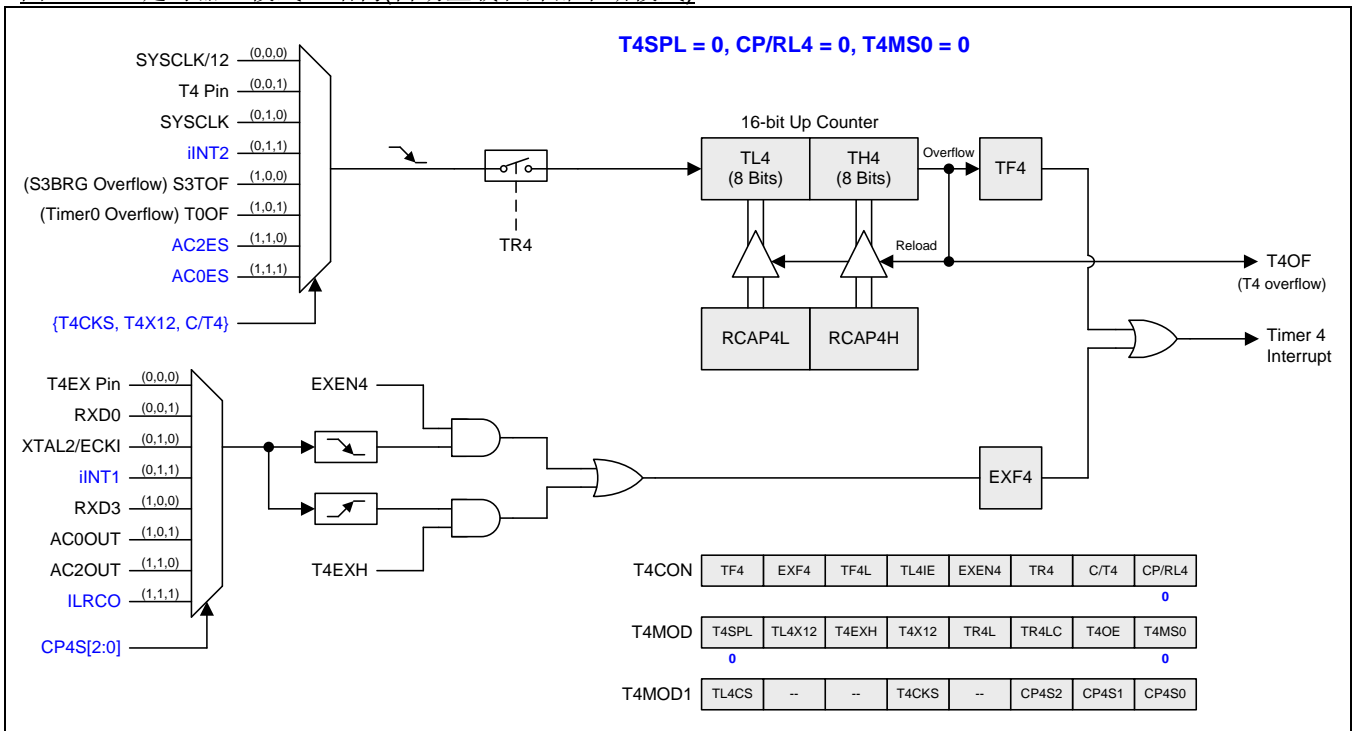 T4SPL = 0, CP/RL4 = 0, T4MS0 = 0
SYSCLK/12 (0,0,0)
T4 Pin (0,0,1)
SYSCLK (0,1,0)
iINT2 (0,1,1)
(S3BRG Overflow) S3TOF (1,0,0)
(Timer0 Overflow) T0OF (1,0,1)
AC2ES (1,1,0)
AC0ES (1,1,1)
{T4CKS, T4X12, C/T4}
TR4
16-bit Up Counter
TL4
(8 Bits)
TH4
(8 Bits)
Overflow
TF4
Reload
RCAP4L
RCAP4H
T4OF
(T4 overflow)
Timer 4
Interrupt
T4EX Pin (0,0,0)
RXD0 (0,0,1)
XTAL2/ECKI (0,1,0)
iINT1 (0,1,1)
RXD3 (1,0,0)
AC0OUT (1,0,1)
AC2OUT (1,1,0)
ILRCO (1,1,1)
CP4S[2:0]
EXEN4
T4EXH
EXF4
T4CON TF4 EXF4 TF4L TL4IE EXEN4 TR4 C/T4 CP/RL4
0
T4MOD T4SPL TL4X12 T4EXH T4X12 TR4L TR4LC T4OE T4MS0
0 0
T4MOD1 TL4CS -- -- T4CKS -- CP4S2 CP4S1 CP4S0